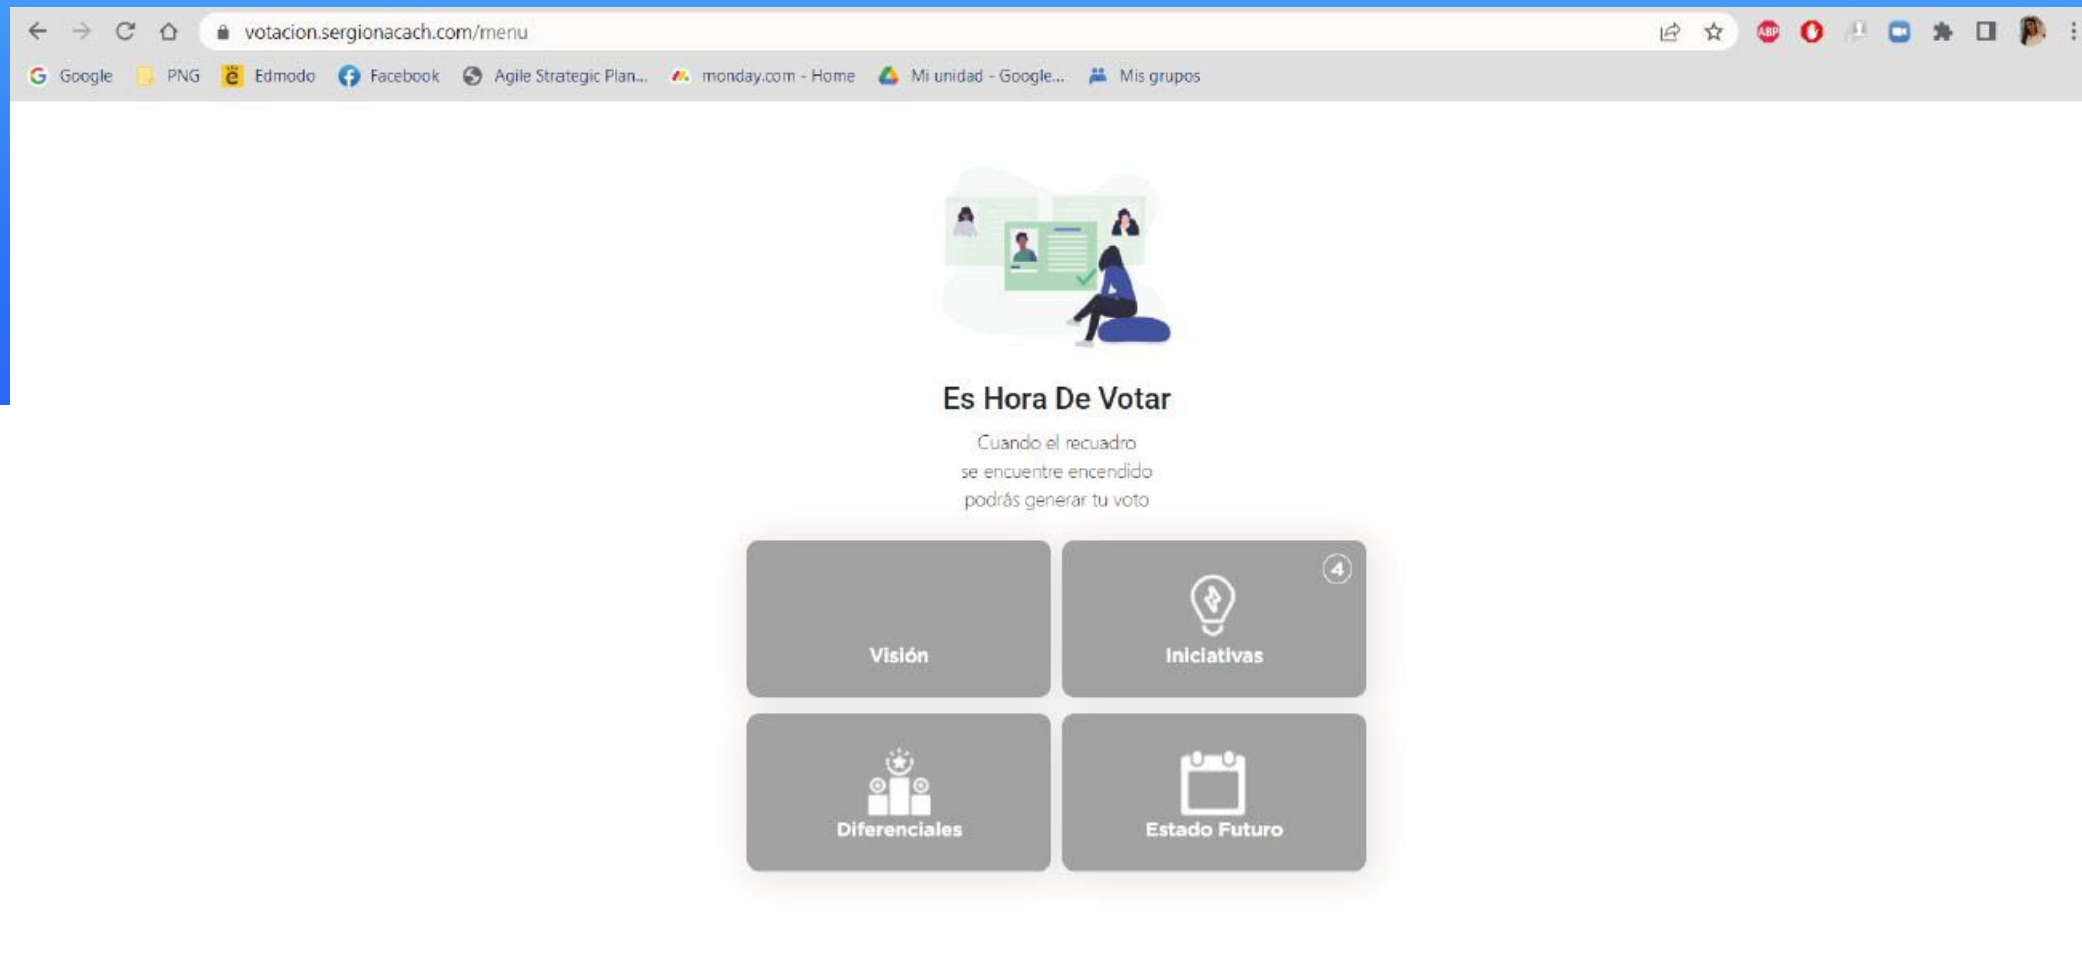 votacion.sergionacach.com/menu
ABP
Google PNG Edmodo Facebook Agile Strategic Plan... monday.com - Home Mi unidad - Google... Mis grupos
Es Hora De Votar
Cuando el recuadro
se encuentre encendido
podrás generar tu voto
4
Visión
Iniciativas
Diferenciales
Estado Futuro